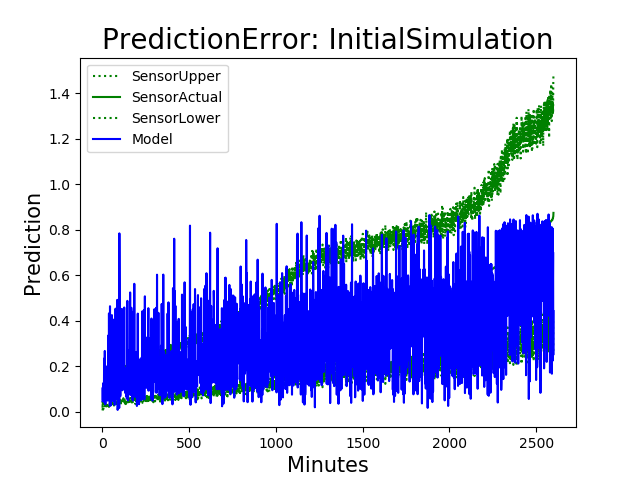 PredictionError: InitialSimulation
SensorUpper
SensorActual
SensorLower
Model
1.4
1.2
1.0
0.8
0.6
0.4
0.2
0.0
Prediction
0 500 1000 1500 2000 2500
Minutes